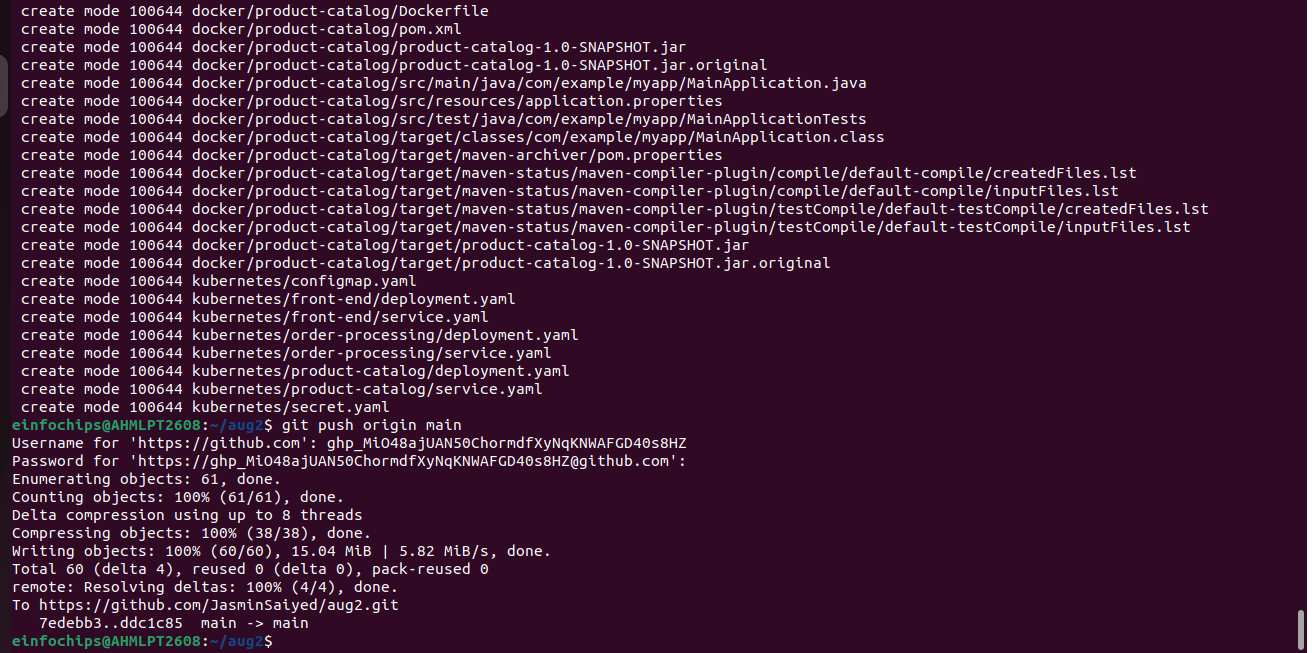 create mode 100644 docker/product-catalog/Dockerfile
create mode 100644 docker/product-catalog/pom.xml
create mode 100644 docker/product-catalog/product-catalog-1.0-SNAPSHOT.jar
create mode 100644 docker/product-catalog/product-catalog-1.0-SNAPSHOT.jar.original
create mode 100644 docker/product-catalog/src/main/java/com/example/myapp/MainApplication.java
create mode 100644 docker/product-catalog/src/resources/application.properties
create mode 100644 docker/product-catalog/src/test/java/com/example/myapp/MainApplicationTests
create mode 100644 docker/product-catalog/target/classes/com/example/myapp/MainApplication.class
create mode 100644 docker/product-catalog/target/maven-archiver/pom.properties
create mode 100644 docker/product-catalog/target/maven-status/maven-compiler-plugin/compile/default-compile/createdFiles.lst
create mode 100644 docker/product-catalog/target/maven-status/maven-compiler-plugin/compile/default-compile/inputFiles.lst
create mode 100644 docker/product-catalog/target/maven-status/maven-compiler-plugin/testCompile/default-testCompile/createdFiles.lst
create mode 100644 docker/product-catalog/target/maven-status/maven-compiler-plugin/testCompile/default-testCompile/inputFiles.lst
create mode 100644 docker/product-catalog/target/product-catalog-1.0-SNAPSHOT.jar
create mode 100644 docker/product-catalog/target/product-catalog-1.0-SNAPSHOT.jar.original
create mode 100644 kubernetes/configmap.yaml
create mode 100644 kubernetes/front-end/deployment.yaml
create mode 100644 kubernetes/front-end/service.yaml
create mode 100644 kubernetes/order-processing/deployment.yaml
create mode 100644 kubernetes/order-processing/service.yaml
create mode 100644 kubernetes/product-catalog/deployment.yaml
create mode 100644 kubernetes/product-catalog/service.yaml
create mode 100644 kubernetes/secret.yaml
einfochips@AHMLPT2608:~/aug2$ git push origin main
Username for 'https://github.com': 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
Password for 'https://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@github.com':
Enumerating objects: 61, done.
Counting objects: 100% (61/61), done.
Delta compression using up to 8 threads
Compressing objects: 100% (38/38), done.
Writing objects: 100% (60/60), 15.04 MiB | 5.82 MiB/s, done.
Total 60 (delta 4), reused 0 (delta 0), pack-reused 0
remote: Resolving deltas: 100% (4/4), done.
To https://github.com/JasminSaiyed/aug2.git
7edebb3..ddc1c85  main -> main
einfochips@AHMLPT2608:~/aug2$